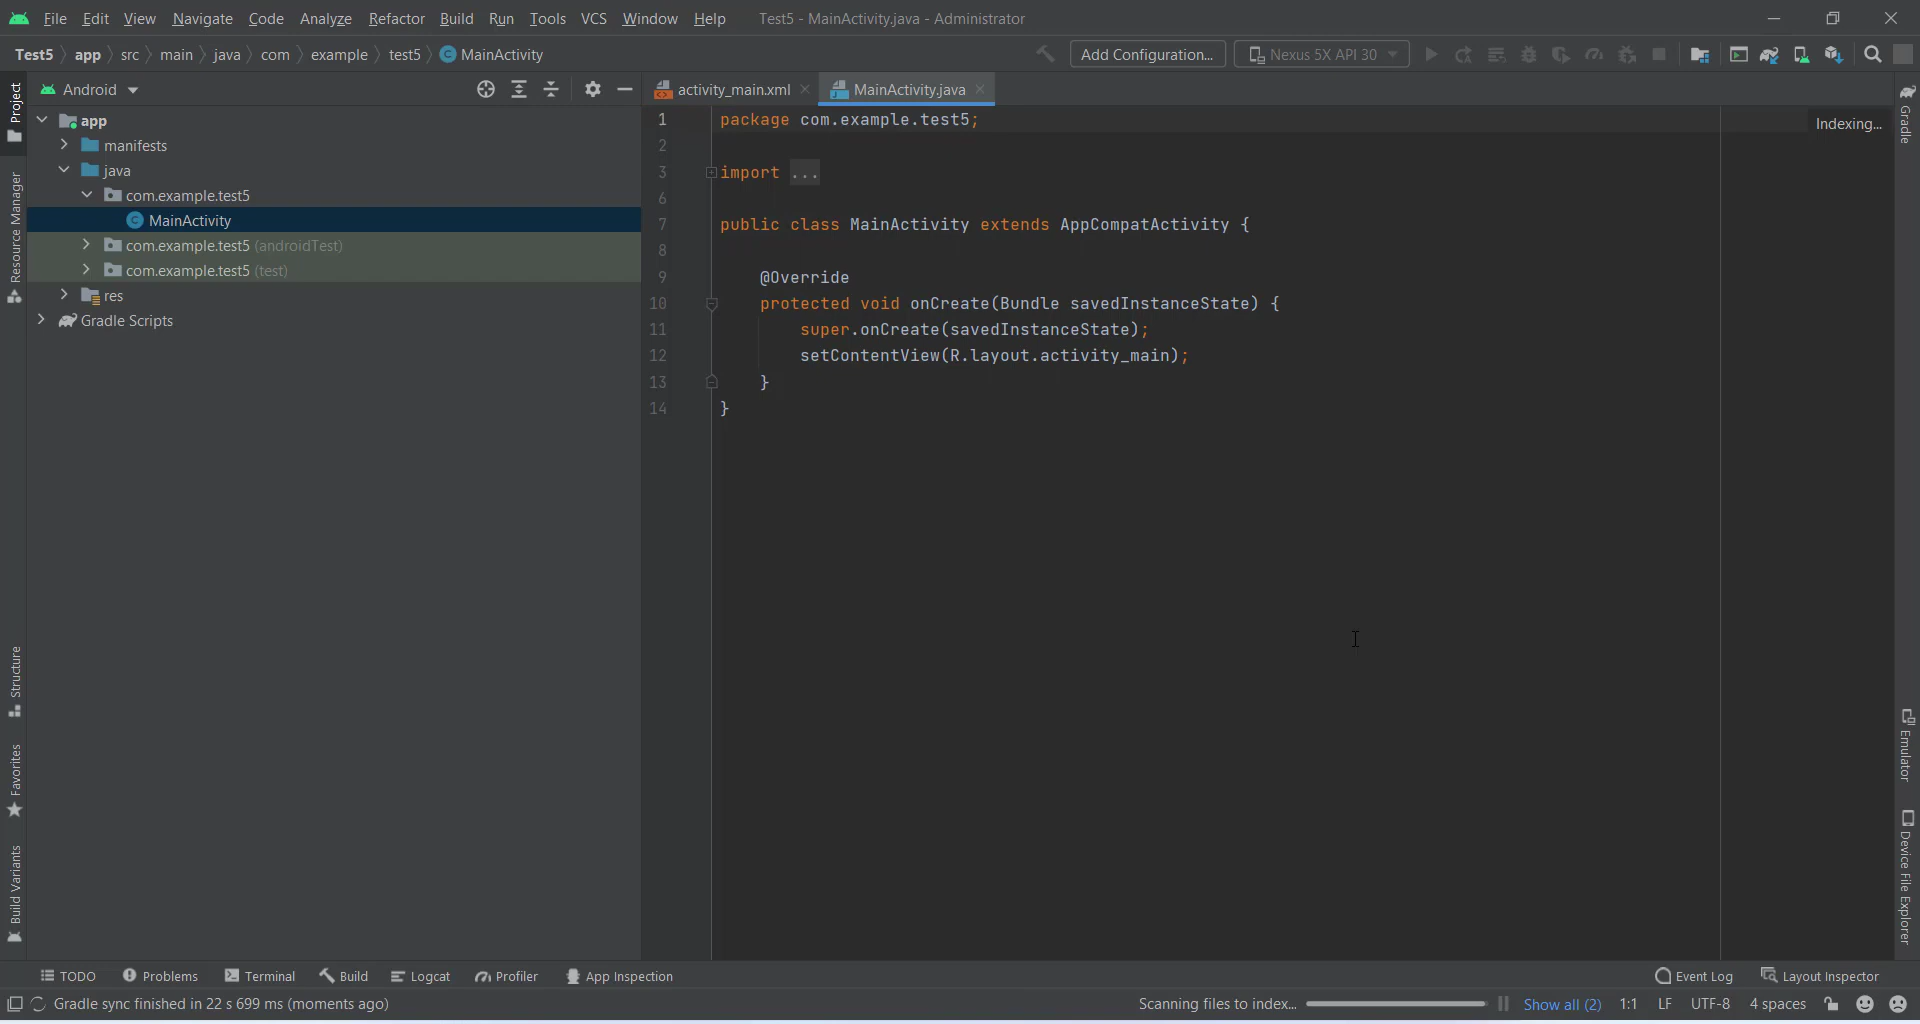 File Edit View Navigate Code Analyze Refactor Build Run Tools VCS Window Help Test5 - MainActivity.java - Administrator
Test5 app src main java com example test5 MainActivity Add Configuration... Nexus 5X API 30
Android
activity_main.xml MainActivity.java
Project
Resource Manager
Structure
Favorites
Build Variants
app
manifests
java
com.example.test5
MainActivity
com.example.test5 (androidTest)
com.example.test5 (test)
res
Gradle Scripts
1 package com.example.test5;
2
3 import ...
6
7 public class MainActivity extends AppCompatActivity {
8
9 @Override
10 protected void onCreate(Bundle savedInstanceState) {
11 super.onCreate(savedInstanceState);
12 setContentView(R.layout.activity_main);
13 }
14 }
Indexing...
Gradle
Emulator
Device File Explorer
TODO Problems Terminal Build Logcat Profiler App Inspection Event Log Layout Inspector
Gradle sync finished in 22 s 699 ms (moments ago) Scanning files to index... Show all (2) 1:1 LF UTF-8 4 spaces